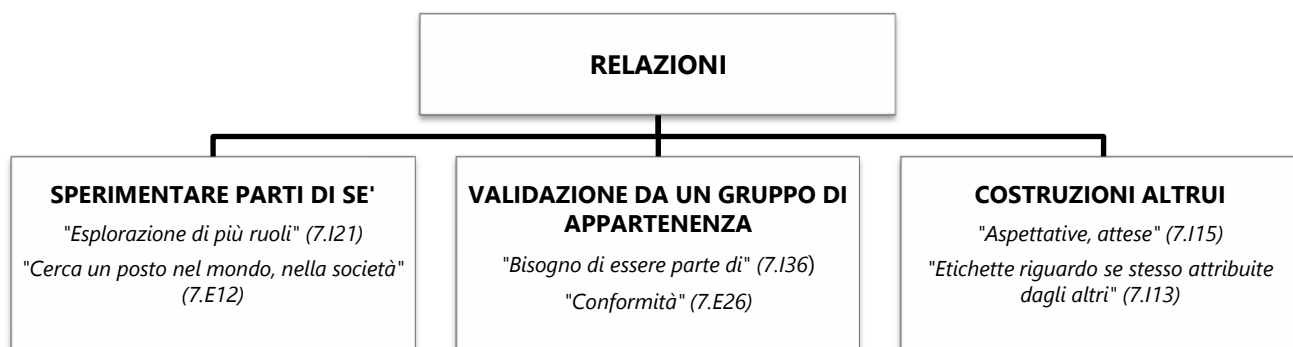 RELAZIONI
SPERIMENTARE PARTI DI SE'
"Esplorazione di più ruoli" (7.I21)
"Cerca un posto nel mondo, nella società"
(7.E12)
VALIDAZIONE DA UN GRUPPO DI
APPARTENENZA
"Bisogno di essere parte di" (7.I36)
"Conformità" (7.E26)
COSTRUZIONI ALTRUI
"Aspettative, attese" (7.I15)
"Etichette riguardo se stesso attribuite
dagli altri" (7.I13)